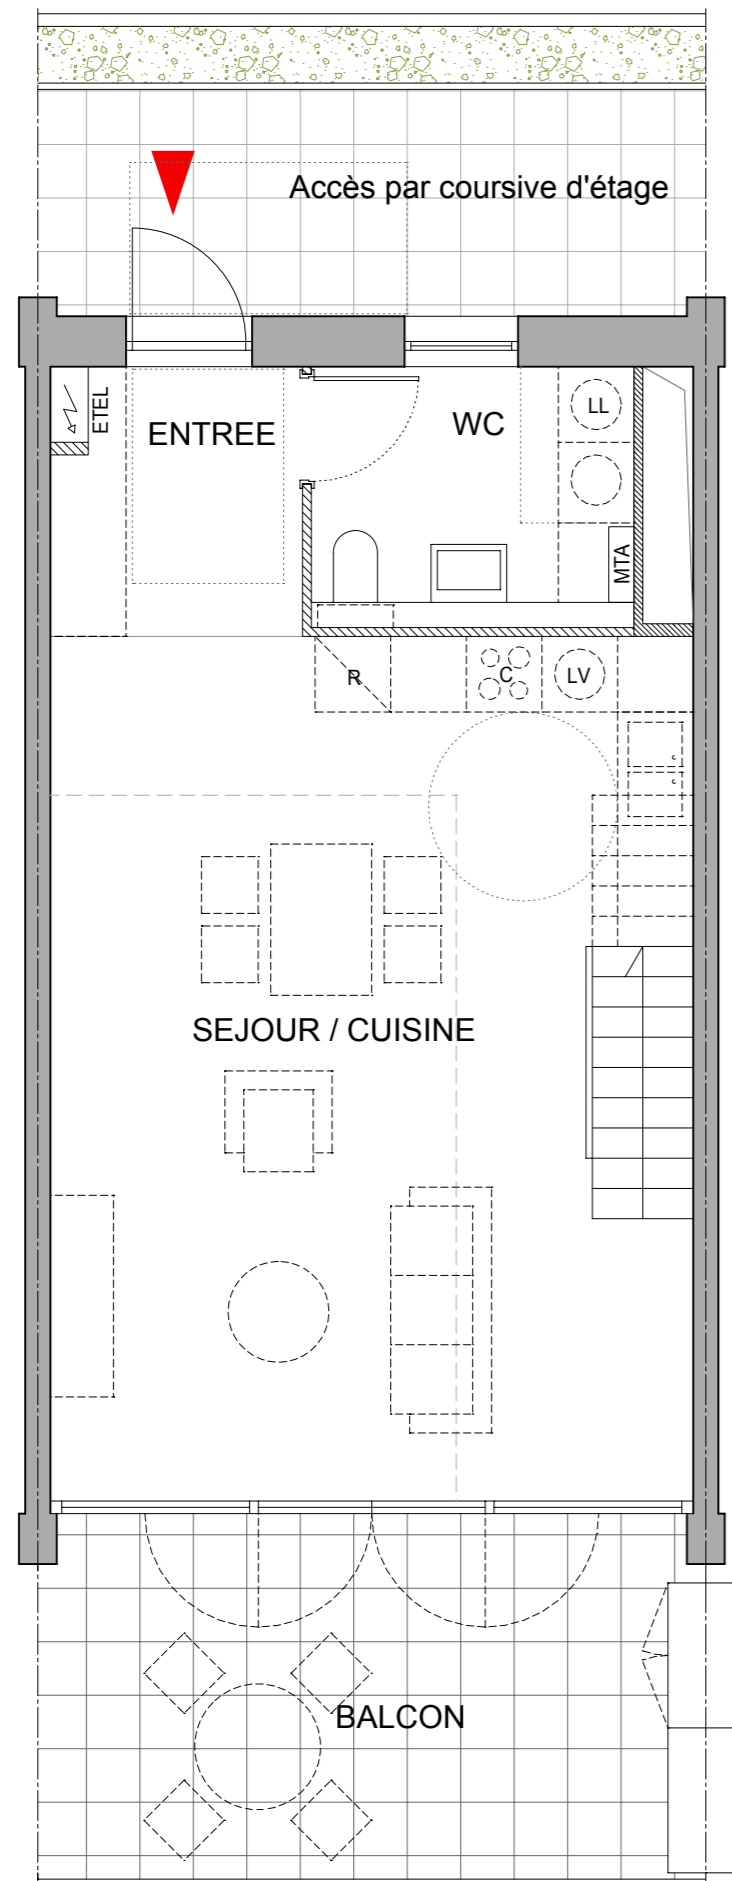 Accès par coursive d'étage
ETEL
ENTREE
WC
LL
MTA
R
C
LV
SEJOUR / CUISINE
BALCON